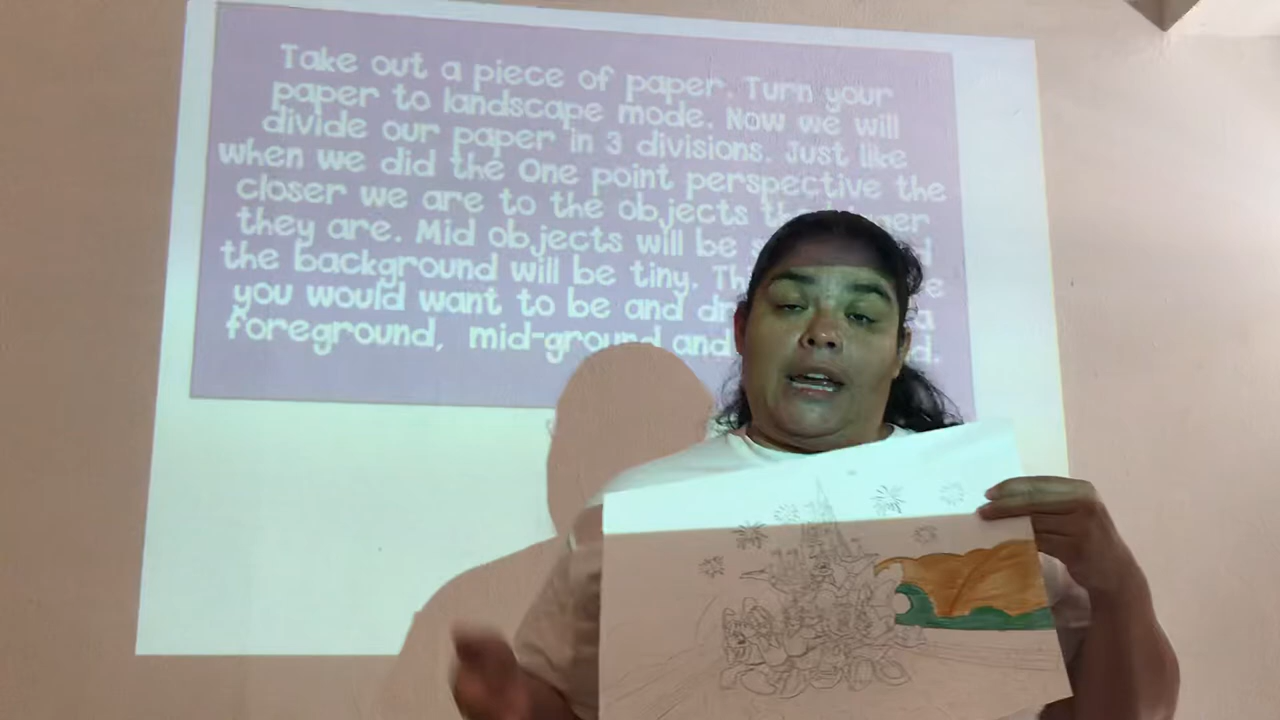 Take out a piece of paper. Turn your
paper to landscape mode. Now we will
divide our paper in 3 divisions. Just like
when we did the One point perspective the
closer we are to the objects the bigger
they are. Mid objects will be
the background will be tiny.
you would want to be and
foreground, mid-ground and